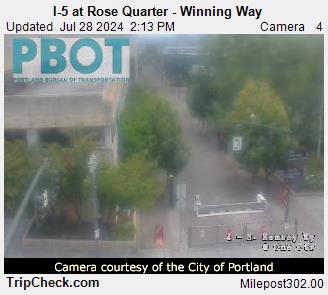 I-5 at Rose Quarter - Winning Way
Updated Jul 28 2024 2:13 PM Camera 4
PBOT
PORTLAND BUREAU OF TRANSPORTATION
Camera courtesy of the City of Portland
TripCheck.com Milepost302.00